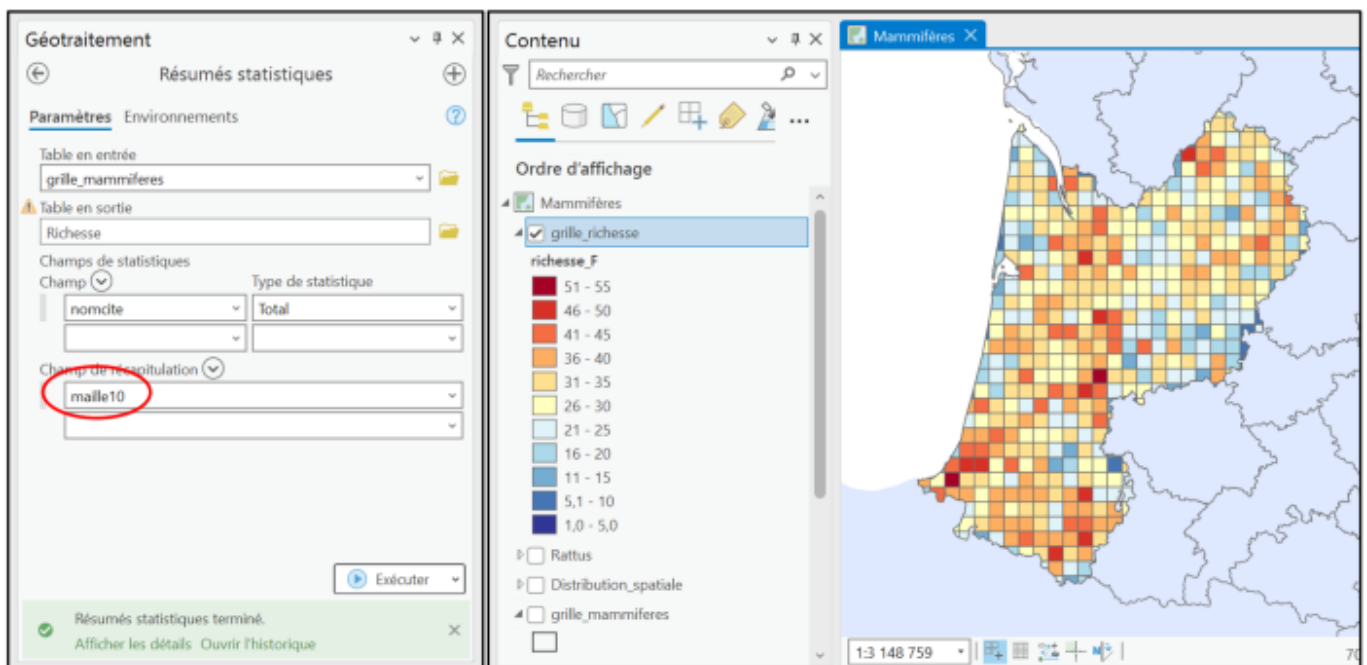 Géotraitement
Résumés statistiques
Paramètres Environnements
Table en entrée
grille_mammiferes
Table en sortie
Richesse
Champs de statistiques
Champ Type de statistique
nomcite Total
Champ de récapitulation
maille10
Exécuter
Résumés statistiques terminé.
Afficher les détails Ouvrir l'historique
Contenu
Rechercher
Ordre d'affichage
Mammifères
grille_richesse
richesse_F
51 - 55
46 - 50
41 - 45
36 - 40
31 - 35
26 - 30
21 - 25
16 - 20
11 - 15
5,1 - 10
1,0 - 5,0
Rattus
Distribution_spatiale
grille_mammiferes
Mammifères
1:3 148 759